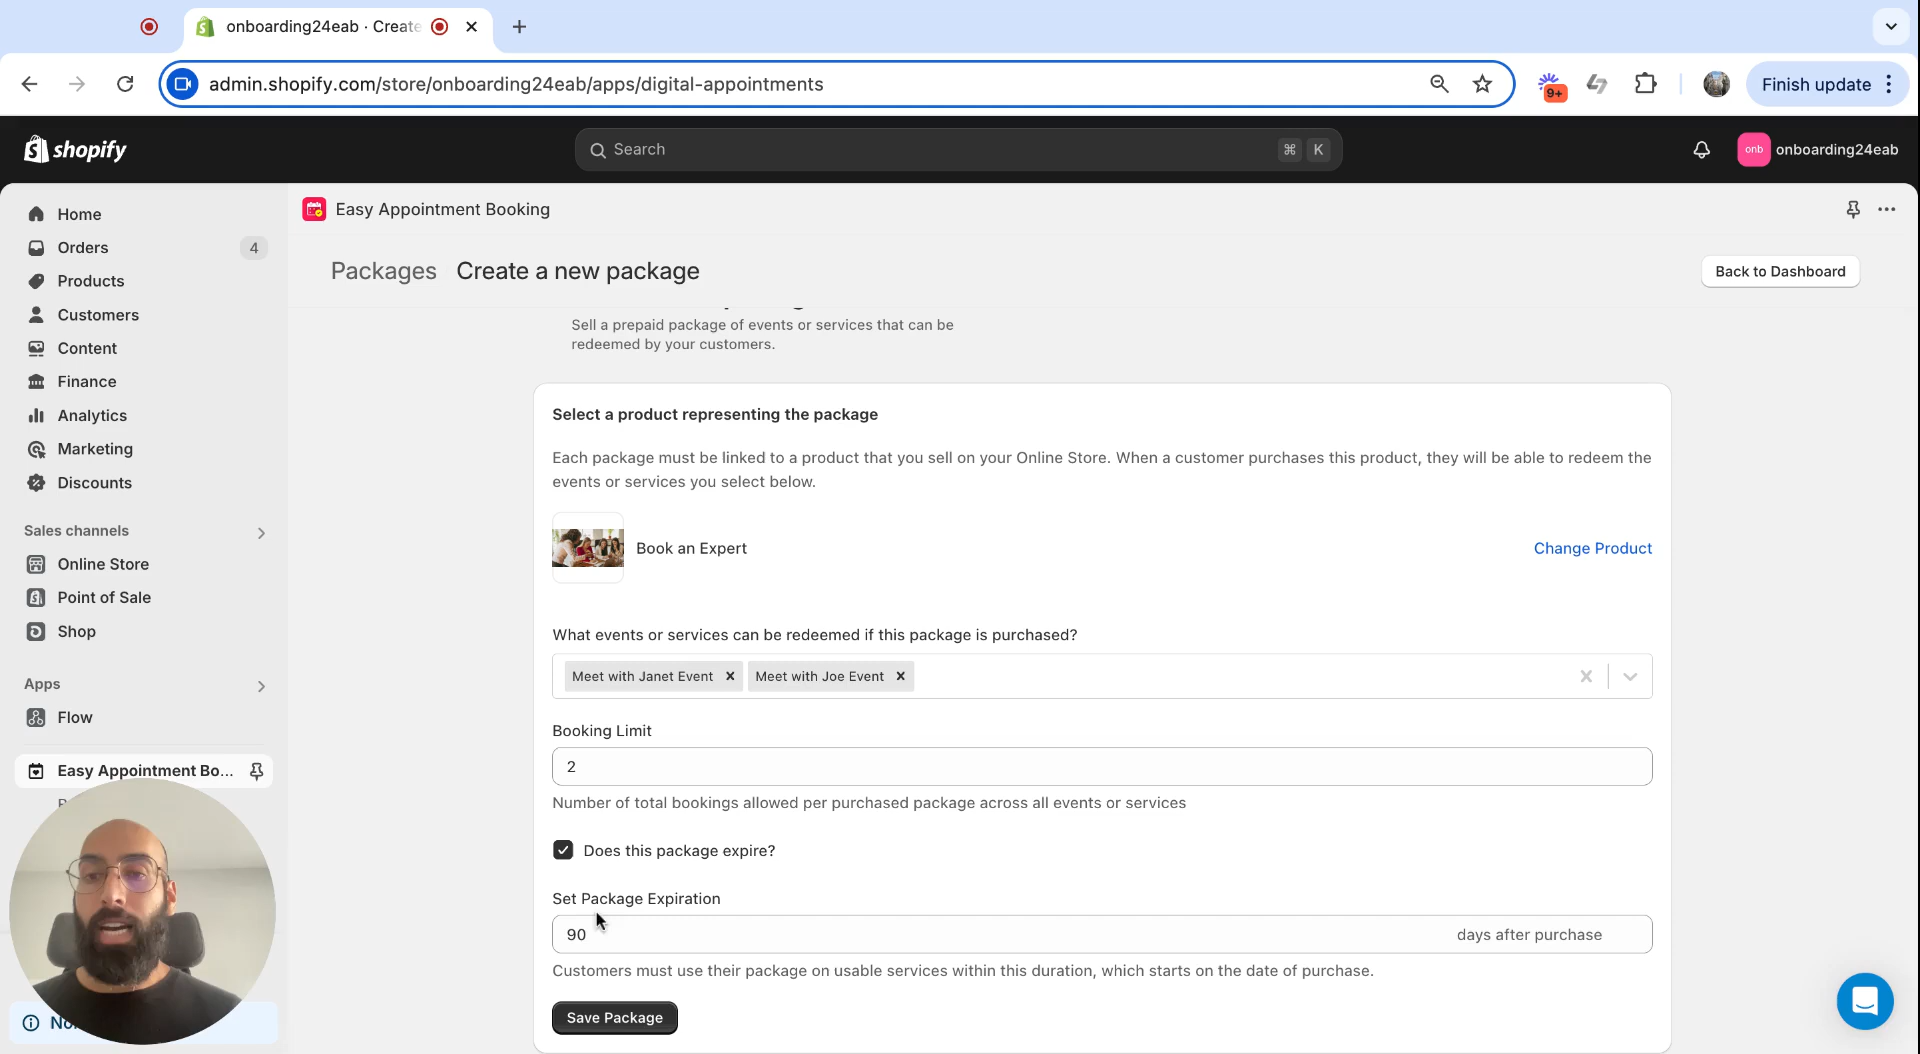 onboarding24eab · Create
admin.shopify.com/store/onboarding24eab/apps/digital-appointments
9+
Finish update
shopify
Search
⌘ K
onb
onboarding24eab
Home
Orders
4
Products
Customers
Content
Finance
Analytics
Marketing
Discounts
Sales channels
Online Store
Point of Sale
Shop
Apps
Flow
Easy Appointment Bo...
Easy Appointment Booking
Packages Create a new package
Back to Dashboard
Sell a prepaid package of events or services that can be
redeemed by your customers.
Select a product representing the package
Each package must be linked to a product that you sell on your Online Store. When a customer purchases this product, they will be able to redeem the
events or services you select below.
Book an Expert
Change Product
What events or services can be redeemed if this package is purchased?
Meet with Janet Event
Meet with Joe Event
Booking Limit
2
Number of total bookings allowed per purchased package across all events or services
Does this package expire?
Set Package Expiration
90
days after purchase
Customers must use their package on usable services within this duration, which starts on the date of purchase.
Save Package